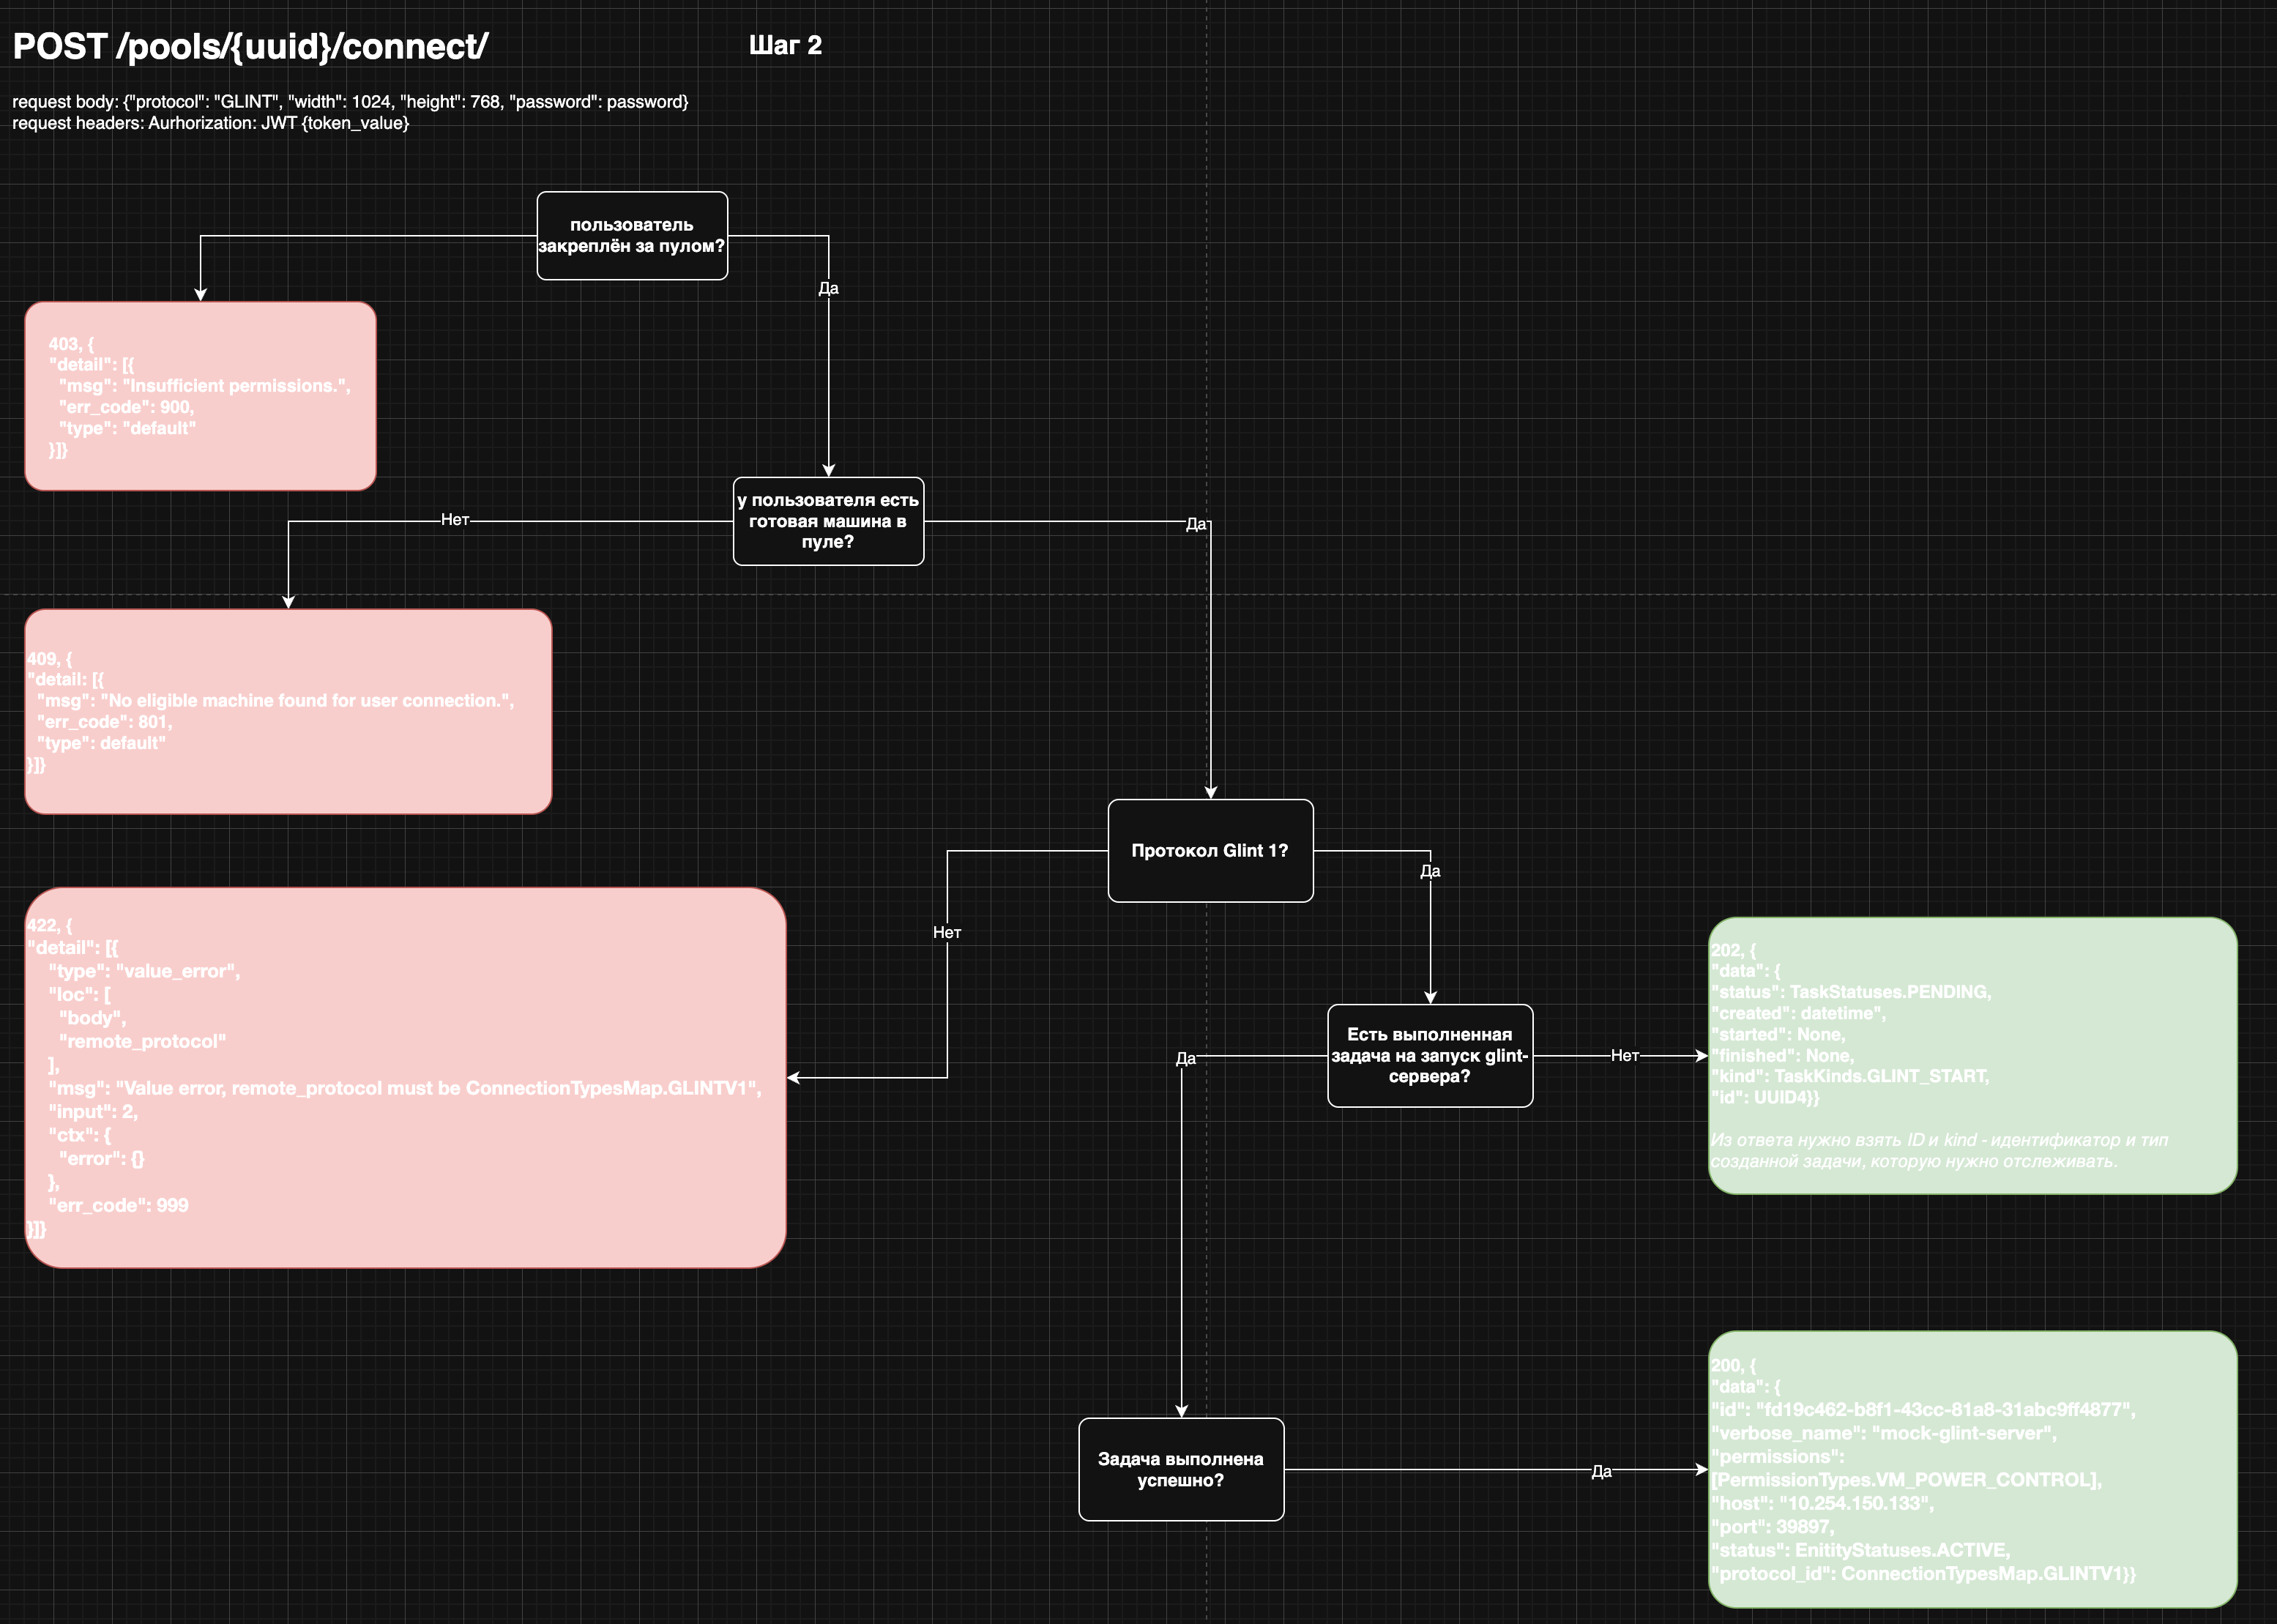 POST /pools/{uuid}/connect/
Шаг 2
request body: {"protocol": "GLINT", "width": 1024, "height": 768, "password": password}
request headers: Aurhorization: JWT {token_value}
пользователь
закреплён за пулом?
Да
403, {
"detail": [{
"msg": "Insufficient permissions.",
"err_code": 900,
"type": "default"
}]}
у пользователя есть
готовая машина в
пуле?
Нет
Да
409, {
"detail: [{
"msg": "No eligible machine found for user connection.",
"err_code": 801,
"type": default"
}]}
Протокол Glint 1?
Да
Нет
422, {
"detail": [{
"type": "value_error",
"loc": [
"body",
"remote_protocol"
],
"msg": "Value error, remote_protocol must be ConnectionTypesMap.GLINTV1",
"input": 2,
"ctx": {
"error": {}
},
"err_code": 999
}]}
Есть выполненная
задача на запуск glint-
сервера?
Да
Нет
202, {
"data": {
"status": TaskStatuses.PENDING,
"created": datetime",
"started": None,
"finished": None,
"kind": TaskKinds.GLINT_START,
"id": UUID4}}
Из ответа нужно взять ID и kind - идентификатор и тип
созданной задачи, которую нужно отслеживать.
Задача выполнена
успешно?
Да
200, {
"data": {
"id": "fd19c462-b8f1-43cc-81a8-31abc9ff4877",
"verbose_name": "mock-glint-server",
"permissions":
[PermissionTypes.VM_POWER_CONTROL],
"host": "10.254.150.133",
"port": 39897,
"status": EnitityStatuses.ACTIVE,
"protocol_id": ConnectionTypesMap.GLINTV1}}